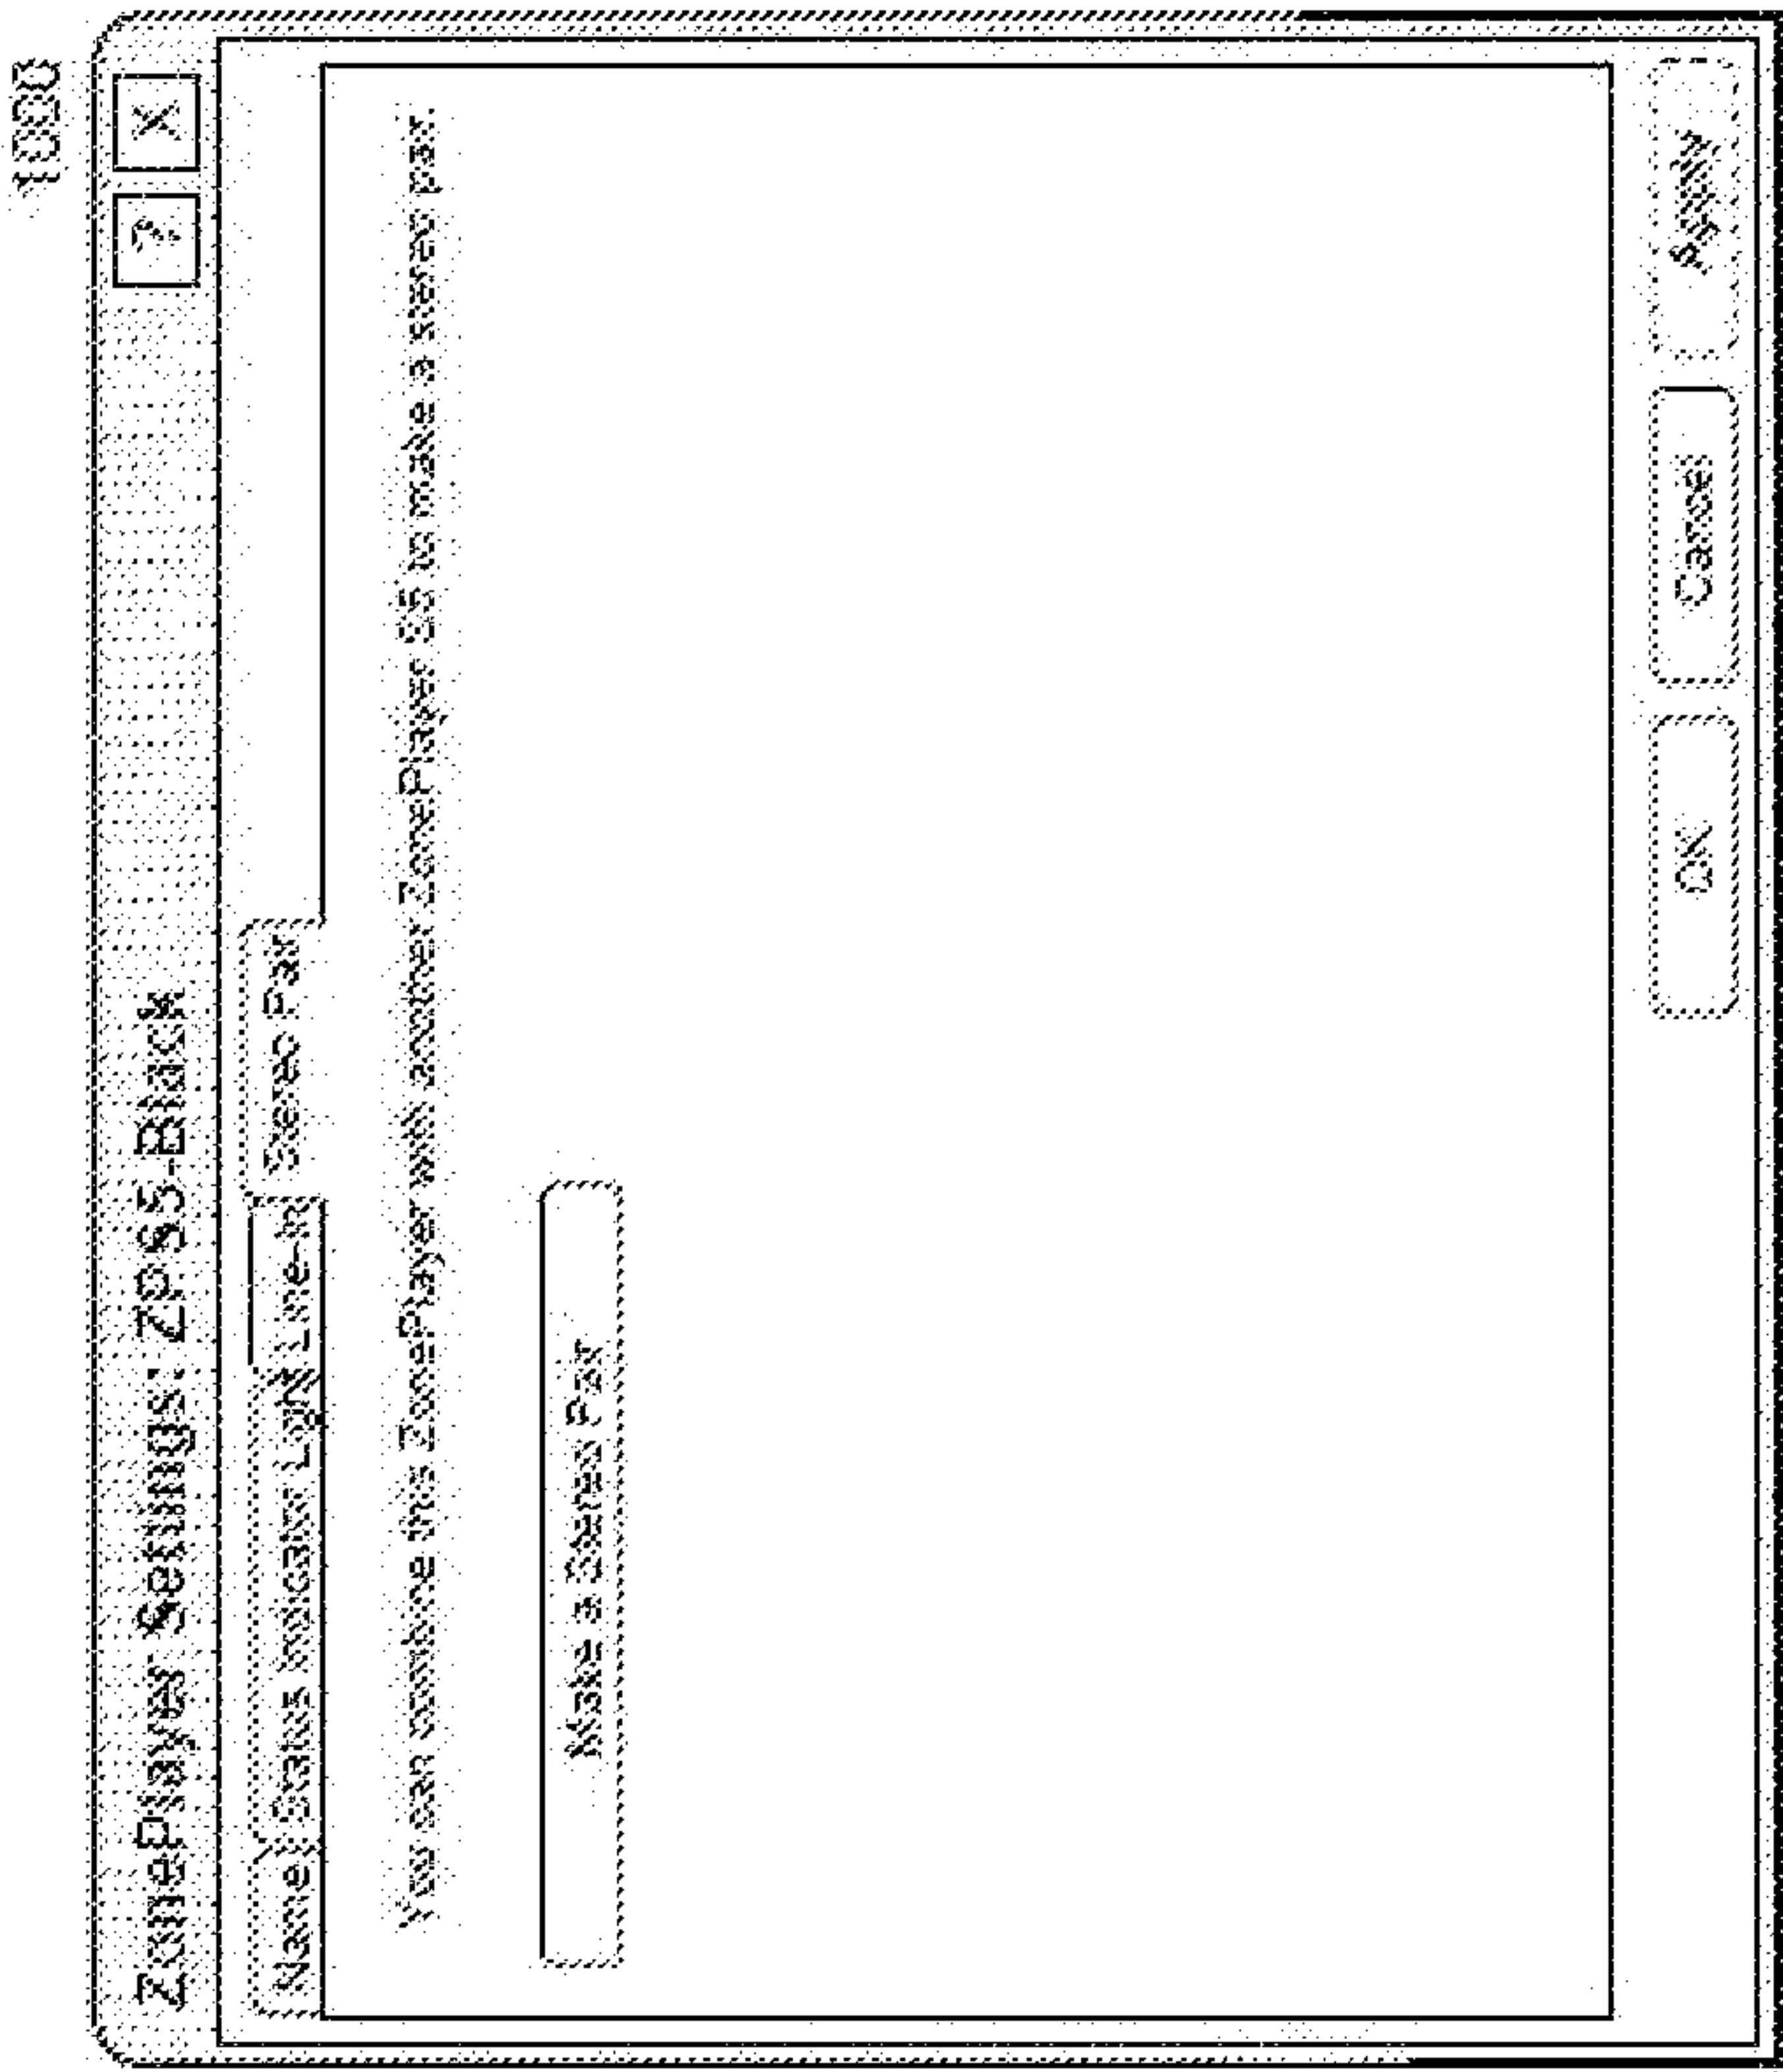 ZonePlayer Settings: ZPS5-Black
? X
Name Status Indicator Light Line-In Stereo Pair
You can combine this ZonePlayer with another ZonePlayer S5 to make a stereo pair.
Make a Stereo Pair
OK Cancel Apply